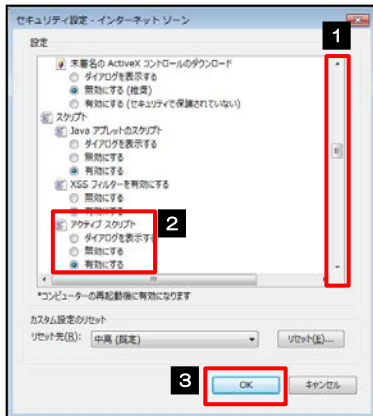 セキュリティ設定 - インターネット ゾーン
1
設定
未署名の ActiveX コントロールのダウンロード
ダイアログを表示する
無効にする (推奨)
有効にする (セキュリティで保護されていない)
スクリプト
Java アプレットのスクリプト
ダイアログを表示する
無効にする
有効にする
XSS フィルターを有効にする
無効にする
有効にする
アクティブ スクリプト
2
ダイアログを表示する
無効にする
有効にする
*コンピューターの再起動後に有効になります
カスタム設定のリセット
リセット先(R):
中高 (既定)
リセット(E)...
3
OK
キャンセル